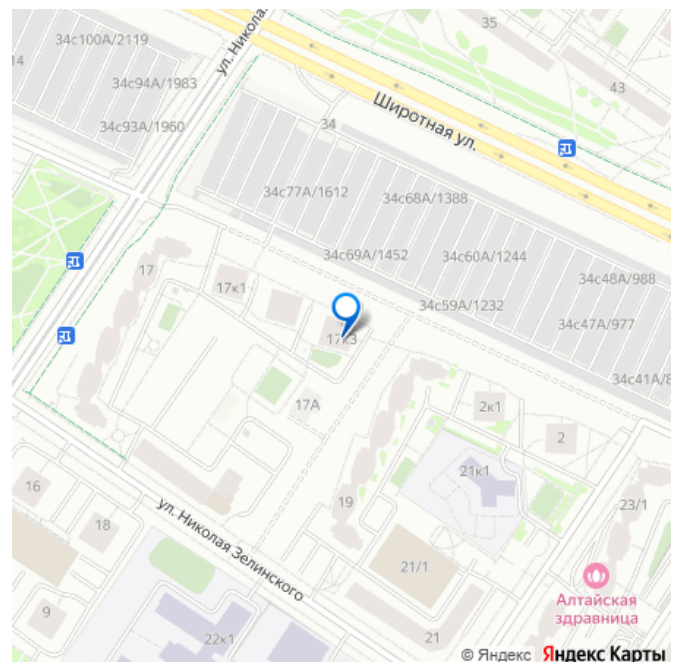 35
34с100А/2119
14
ул. Никола
34с94А/1983
43
34с93А/1960
34
Широтная ул.
34с77А/1612
34с68А/1388
34с69А/1452
34с60А/1244
17
17к1
34с48А/988
34с59А/1232
17к3
34с47А/977
34с41А/8
17А
2к1
2
16
21к1
19
23/1
18
ул. Николая Зелинского
21/1
9
Алтайская
здравница
22к1
21
© Яндекс Яндекс Карты